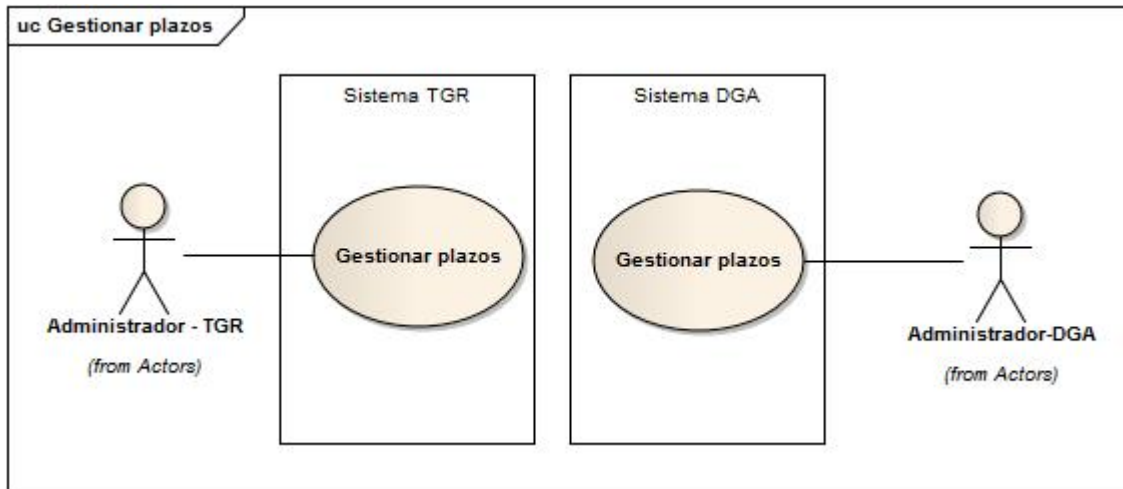 uc Gestionar plazos
Sistema TGR
Sistema DGA
Gestionar plazos
Gestionar plazos
Administrador - TGR
(from Actors)
Administrador-DGA
(from Actors)